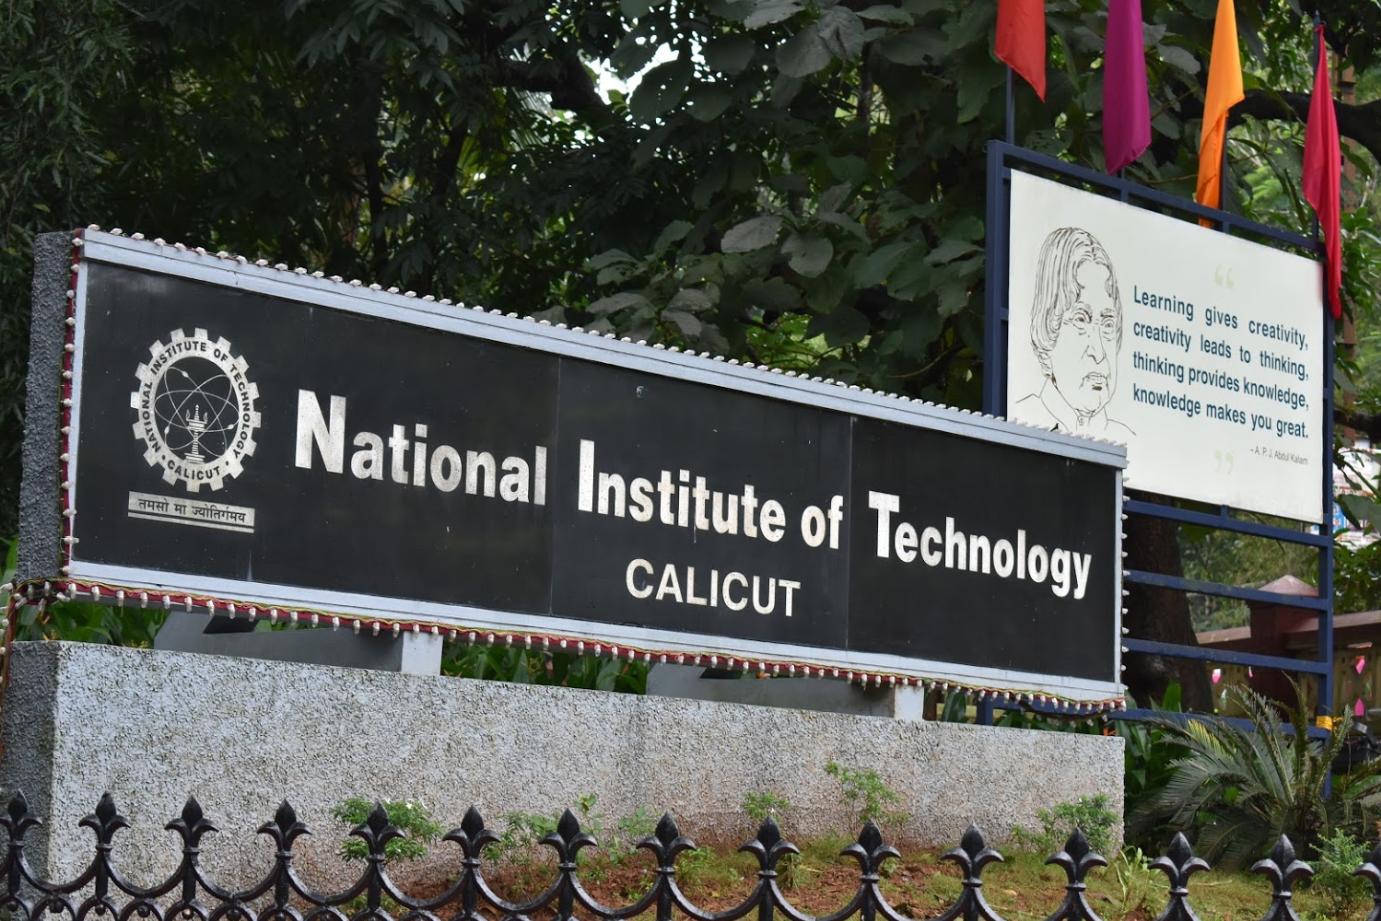 NATIONAL INSTITUTE OF TECHNOLOGY
• CALICUT •
तमसो मा ज्योतिर्गमय
National Institute of Technology
CALICUT
“
Learning gives creativity,
creativity leads to thinking,
thinking provides knowledge,
knowledge makes you great.
- A. P. J. Abdul Kalam
”